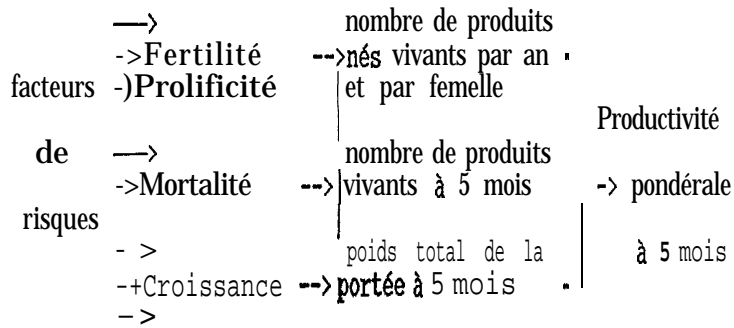 —> nombre de produits
->Fertilité -->nés vivants par an
facteurs -)Prolificité et par femelle
Productivité
de —> nombre de produits
->Mortalité -->vivants à 5 mois -> pondérale
risques
- > poids total de la à 5 mois
-+Croissance -->portée à 5 mois
->